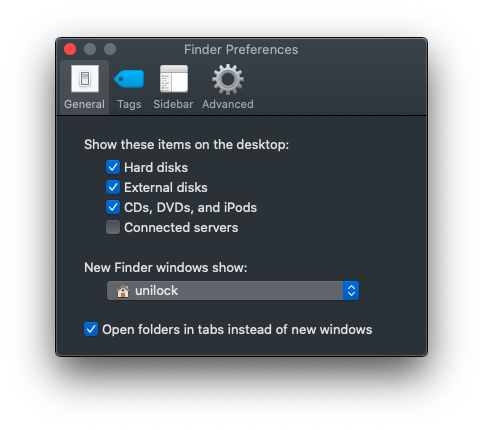 Finder Preferences
General Tags Sidebar Advanced
Show these items on the desktop:
Hard disks
External disks
CDs, DVDs, and iPods
Connected servers
New Finder windows show:
unilock
Open folders in tabs instead of new windows